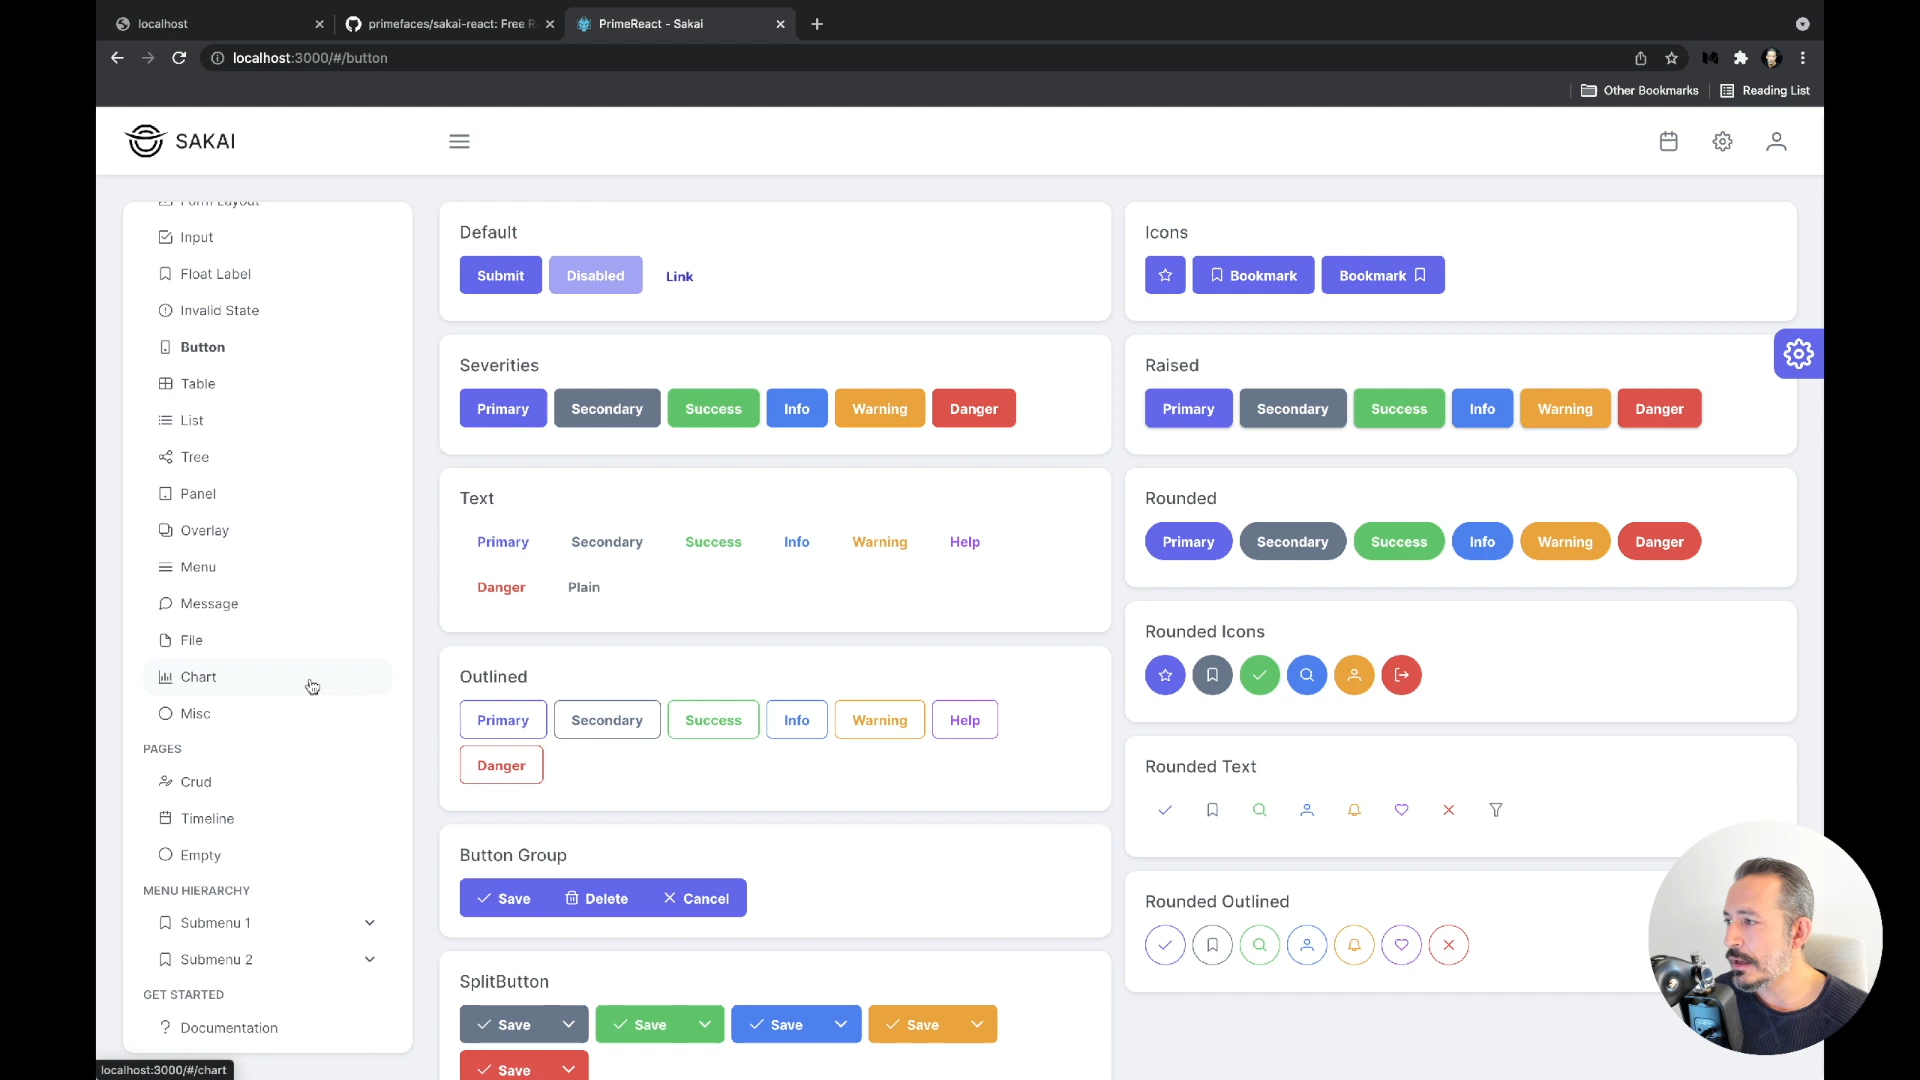 localhost
primefaces/sakai-react: Free R
PrimeReact - Sakai
localhost:3000/#/button
Other Bookmarks
Reading List
SAKAI
Form Layout
Input
Float Label
Invalid State
Button
Table
List
Tree
Panel
Overlay
Menu
Message
File
Chart
Misc
PAGES
Crud
Timeline
Empty
MENU HIERARCHY
Submenu 1
Submenu 2
GET STARTED
Documentation
localhost:3000/#/chart
Default
Submit Disabled Link
Severities
Primary Secondary Success Info Warning Danger
Text
Primary Secondary Success Info Warning Help
Danger Plain
Outlined
Primary Secondary Success Info Warning Help
Danger
Button Group
Save Delete Cancel
SplitButton
Save Save Save Save
Save
Icons
Bookmark Bookmark
Raised
Primary Secondary Success Info Warning Danger
Rounded
Primary Secondary Success Info Warning Danger
Rounded Icons
Rounded Text
Rounded Outlined